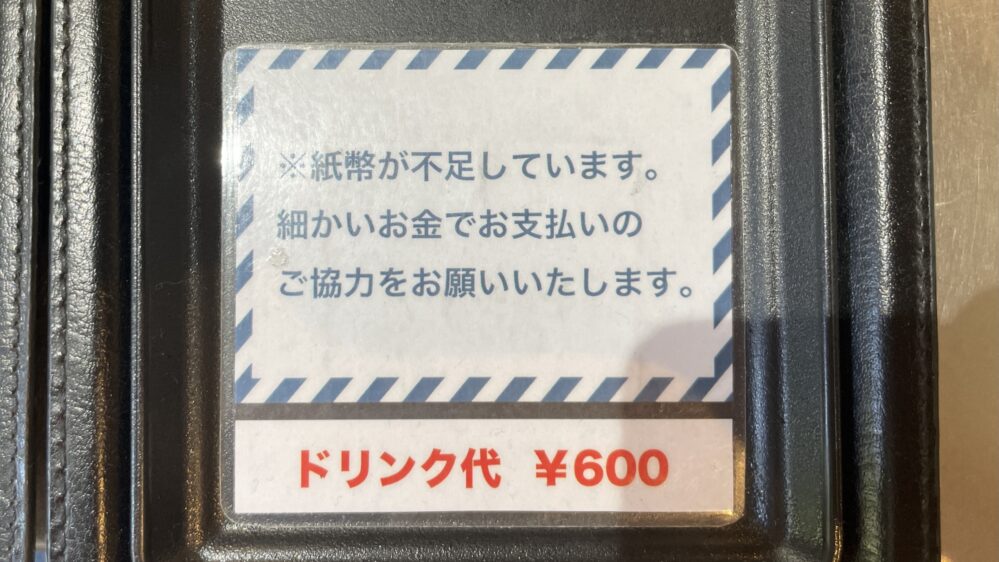 ※紙幣が不足しています。
細かいお金でお支払いの
ご協力をお願いいたします。
ドリンク代 ￥600